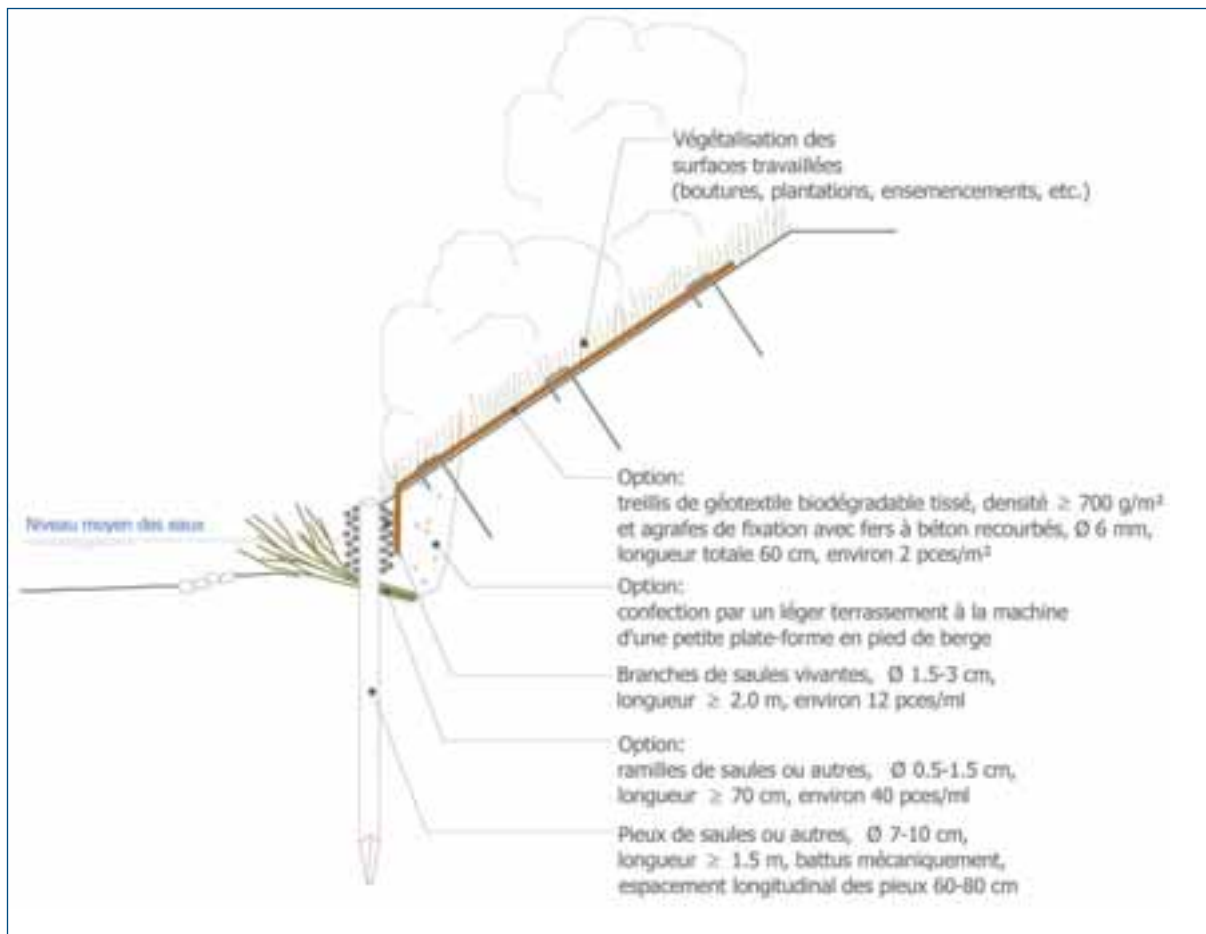 Végétalisation des
surfaces travaillées
(boutures, plantations, ensemencements, etc.)
Niveau moyen des eaux
Option:
treillis de géotextile biodégradable tissé, densité ≥ 700 g/m²
et agrafes de fixation avec fers à béton recourbés, Ø 6 mm,
longueur totale 60 cm, environ 2 pces/m²
Option:
confection par un léger terrassement à la machine
d'une petite plate-forme en pied de berge
Branches de saules vivantes, Ø 1.5-3 cm,
longueur ≥ 2.0 m, environ 12 pces/ml
Option:
ramilles de saules ou autres, Ø 0.5-1.5 cm,
longueur ≥ 70 cm, environ 40 pces/ml
Pieux de saules ou autres, Ø 7-10 cm,
longueur ≥ 1.5 m, battus mécaniquement,
espacement longitudinal des pieux 60-80 cm